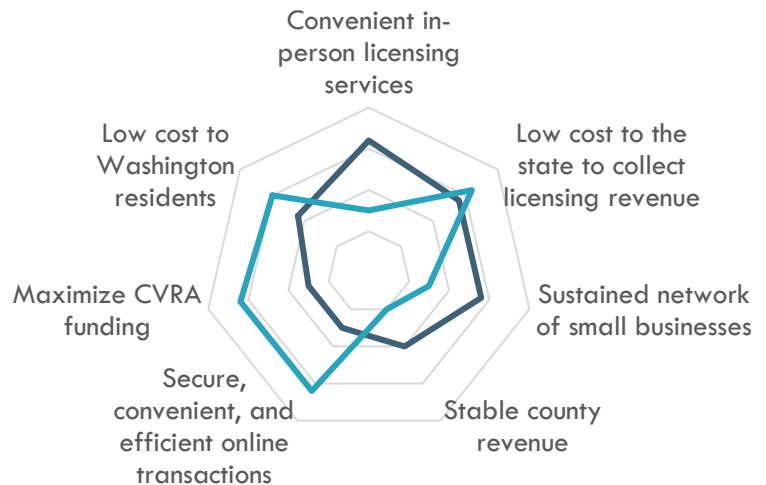 Convenient in-
person licensing
services
Low cost to
Washington
residents
Low cost to the
state to collect
licensing revenue
Maximize CVRA
funding
Sustained network
of small businesses
Secure,
convenient, and
efficient online
transactions
Stable county
revenue